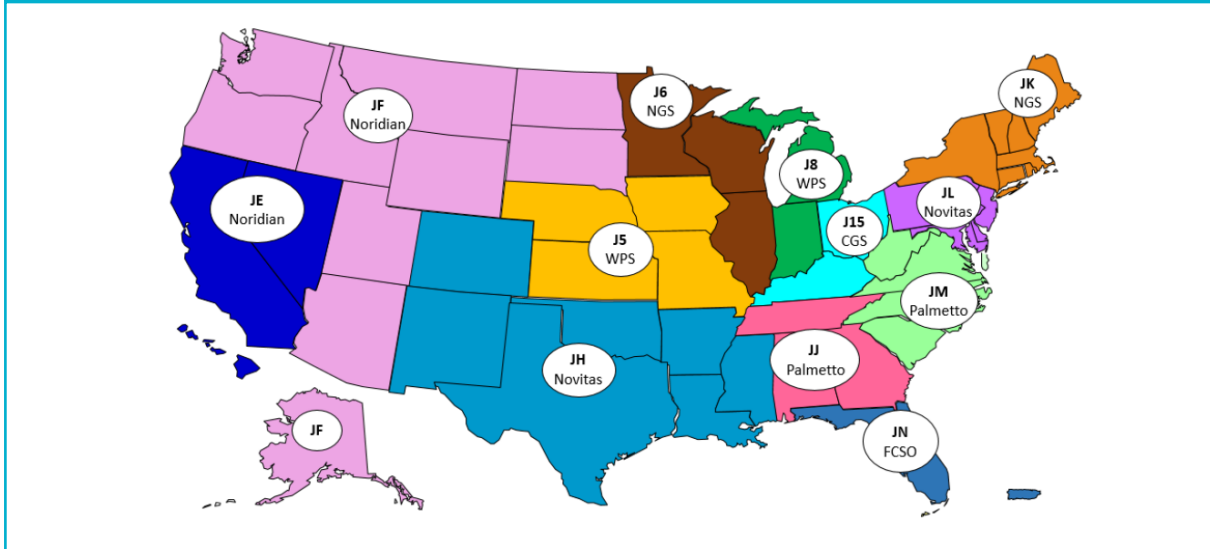 JF
Noridian
J6
NGS
JK
NGS
J8
WPS
JE
Noridian
JL
Novitas
J15
CGS
J5
WPS
JM
Palmetto
JH
Novitas
JJ
Palmetto
JF
JN
FCSO